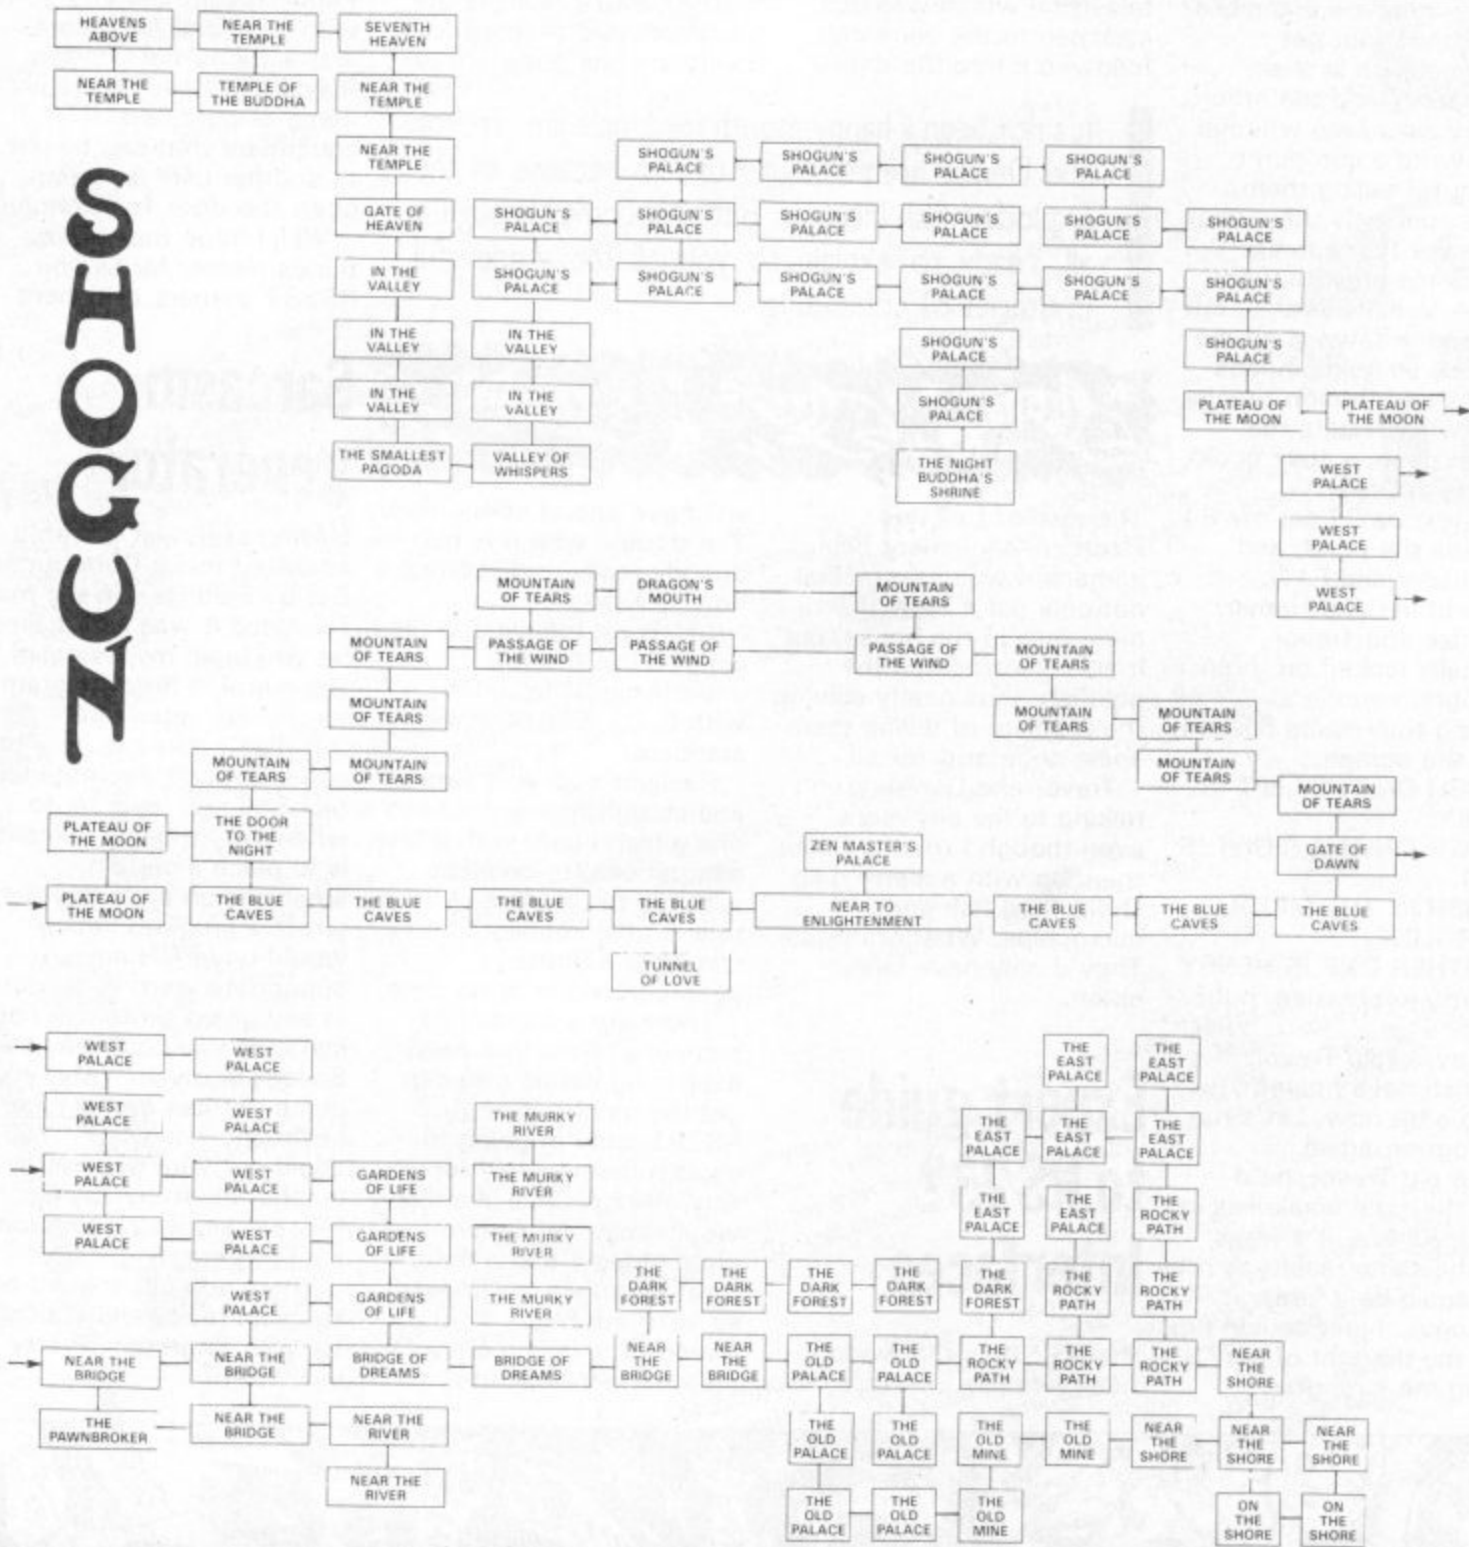 HEAVENS
ABOVE
NEAR THE
TEMPLE
SEVENTH
HEAVEN
NEAR THE
TEMPLE
TEMPLE OF
THE BUDDHA
NEAR THE
TEMPLE
NEAR THE
TEMPLE
GATE OF
HEAVEN
IN THE
VALLEY
IN THE
VALLEY
IN THE
VALLEY
IN THE
VALLEY
IN THE
VALLEY
THE SMALLEST
PAGODA
VALLEY OF
WHISPERS
SHOGUN
SHOGUN'S
PALACE
SHOGUN'S
PALACE
SHOGUN'S
PALACE
SHOGUN'S
PALACE
SHOGUN'S
PALACE
SHOGUN'S
PALACE
SHOGUN'S
PALACE
SHOGUN'S
PALACE
SHOGUN'S
PALACE
SHOGUN'S
PALACE
SHOGUN'S
PALACE
SHOGUN'S
PALACE
SHOGUN'S
PALACE
SHOGUN'S
PALACE
SHOGUN'S
PALACE
SHOGUN'S
PALACE
SHOGUN'S
PALACE
SHOGUN'S
PALACE
SHOGUN'S
PALACE
PLATEAU OF
THE MOON
PLATEAU OF
THE MOON
THE NIGHT
BUDDHA'S
SHRINE
WEST
PALACE
WEST
PALACE
WEST
PALACE
MOUNTAIN
OF TEARS
DRAGON'S
MOUTH
MOUNTAIN
OF TEARS
MOUNTAIN
OF TEARS
PASSAGE OF
THE WIND
PASSAGE OF
THE WIND
PASSAGE OF
THE WIND
MOUNTAIN
OF TEARS
MOUNTAIN
OF TEARS
MOUNTAIN
OF TEARS
MOUNTAIN
OF TEARS
MOUNTAIN
OF TEARS
MOUNTAIN
OF TEARS
MOUNTAIN
OF TEARS
MOUNTAIN
OF TEARS
PLATEAU OF
THE MOON
THE DOOR
TO THE
NIGHT
ZEN MASTER'S
PALACE
GATE OF
DAWN
PLATEAU OF
THE MOON
THE BLUE
CAVES
THE BLUE
CAVES
THE BLUE
CAVES
THE BLUE
CAVES
NEAR TO
ENLIGHTENMENT
THE BLUE
CAVES
THE BLUE
CAVES
THE BLUE
CAVES
TUNNEL
OF LOVE
WEST
PALACE
WEST
PALACE
WEST
PALACE
WEST
PALACE
THE MURKY
RIVER
WEST
PALACE
WEST
PALACE
GARDENS
OF LIFE
THE MURKY
RIVER
WEST
PALACE
WEST
PALACE
GARDENS
OF LIFE
THE MURKY
RIVER
WEST
PALACE
GARDENS
OF LIFE
THE MURKY
RIVER
NEAR THE
BRIDGE
NEAR THE
BRIDGE
BRIDGE OF
DREAMS
BRIDGE OF
DREAMS
THE
PAWNBROKER
NEAR THE
BRIDGE
NEAR THE
RIVER
NEAR THE
RIVER
THE
EAST
PALACE
THE
EAST
PALACE
THE
EAST
PALACE
THE
EAST
PALACE
THE
EAST
PALACE
THE
EAST
PALACE
THE
EAST
PALACE
THE
ROCKY
PATH
THE
DARK
FOREST
THE
DARK
FOREST
THE
DARK
FOREST
THE
DARK
FOREST
THE
DARK
FOREST
THE
ROCKY
PATH
THE
ROCKY
PATH
NEAR
THE
BRIDGE
NEAR
THE
BRIDGE
THE
OLD
PALACE
THE
OLD
PALACE
THE
ROCKY
PATH
THE
ROCKY
PATH
THE
ROCKY
PATH
NEAR
THE
SHORE
THE
OLD
PALACE
THE
OLD
PALACE
THE
OLD
MINE
THE
OLD
MINE
NEAR
THE
SHORE
NEAR
THE
SHORE
NEAR
THE
SHORE
THE
OLD
PALACE
THE
OLD
PALACE
THE
OLD
MINE
ON
THE
SHORE
ON
THE
SHORE